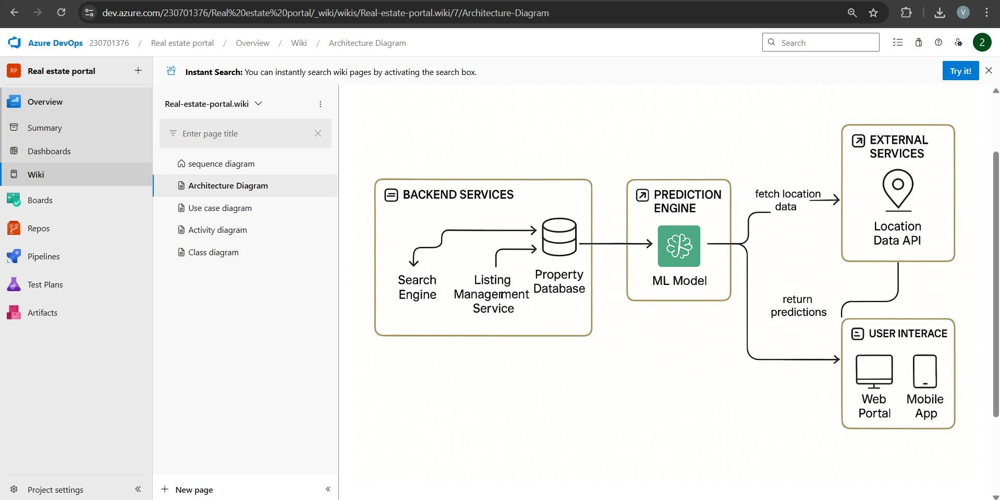 dev.azure.com/230701376/Real%20estate%20portal/_wiki/wikis/Real-estate-portal.wiki/7/Architecture-Diagram
V
Azure DevOps 230701376 / Real estate portal / Overview / Wiki / Architecture Diagram
Search
2
RP Real estate portal
Overview
Summary
Dashboards
Wiki
Boards
Repos
Pipelines
Test Plans
Artifacts
Project settings
Instant Search: You can instantly search wiki pages by activating the search box.
Try it!
Real-estate-portal.wiki
Enter page title
sequence diagram
Architecture Diagram
Use case diagram
Activity diagram
Class diagram
New page
BACKEND SERVICES
Search
Engine
Listing
Management
Service
Property
Database
PREDICTION
ENGINE
ML Model
fetch location
data
return
predictions
EXTERNAL
SERVICES
Location
Data API
USER INTERACE
Web
Portal
Mobile
App